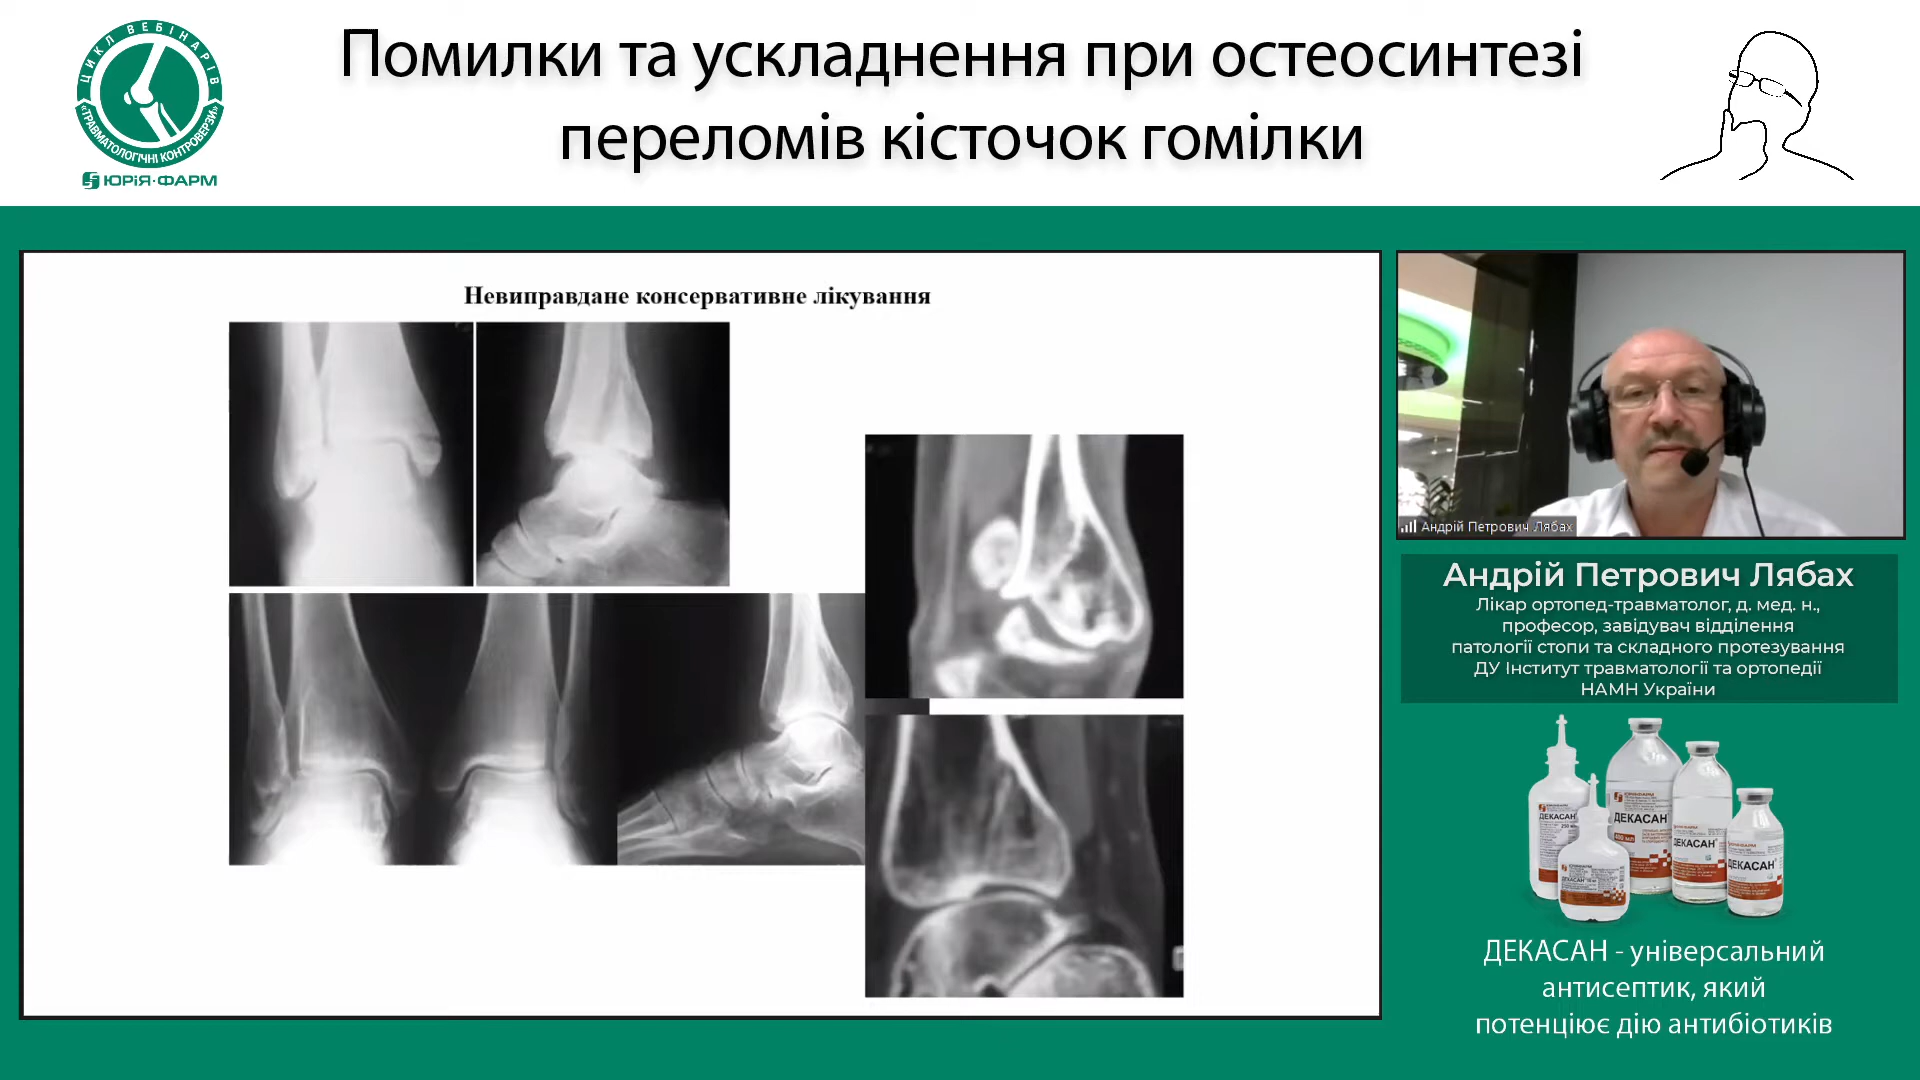 ЦИКЛ ВЕБІНАРІВ
«ТРАВМАТОЛОГІЧНІ КОНТРОВЕРЗИ»
ЮРіЯ·ФАРМ
Помилки та ускладнення при остеосинтезі
переломів кісточок гомілки
Невиправдане консервативне лікування
Андрій Петрович Лябах
Андрій Петрович Лябах
Лікар ортопед-травматолог, д. мед. н.,
професор, завідувач відділення
патології стопи та складного протезування
ДУ Інститут травматології та ортопедії
НАМН України
ДЕКАСАН
ДЕКАСАН
ДЕКАСАН
ДЕКАСАН
ДЕКАСАН
ДЕКАСАН - універсальний
антисептик, який
потенціює дію антибіотиків